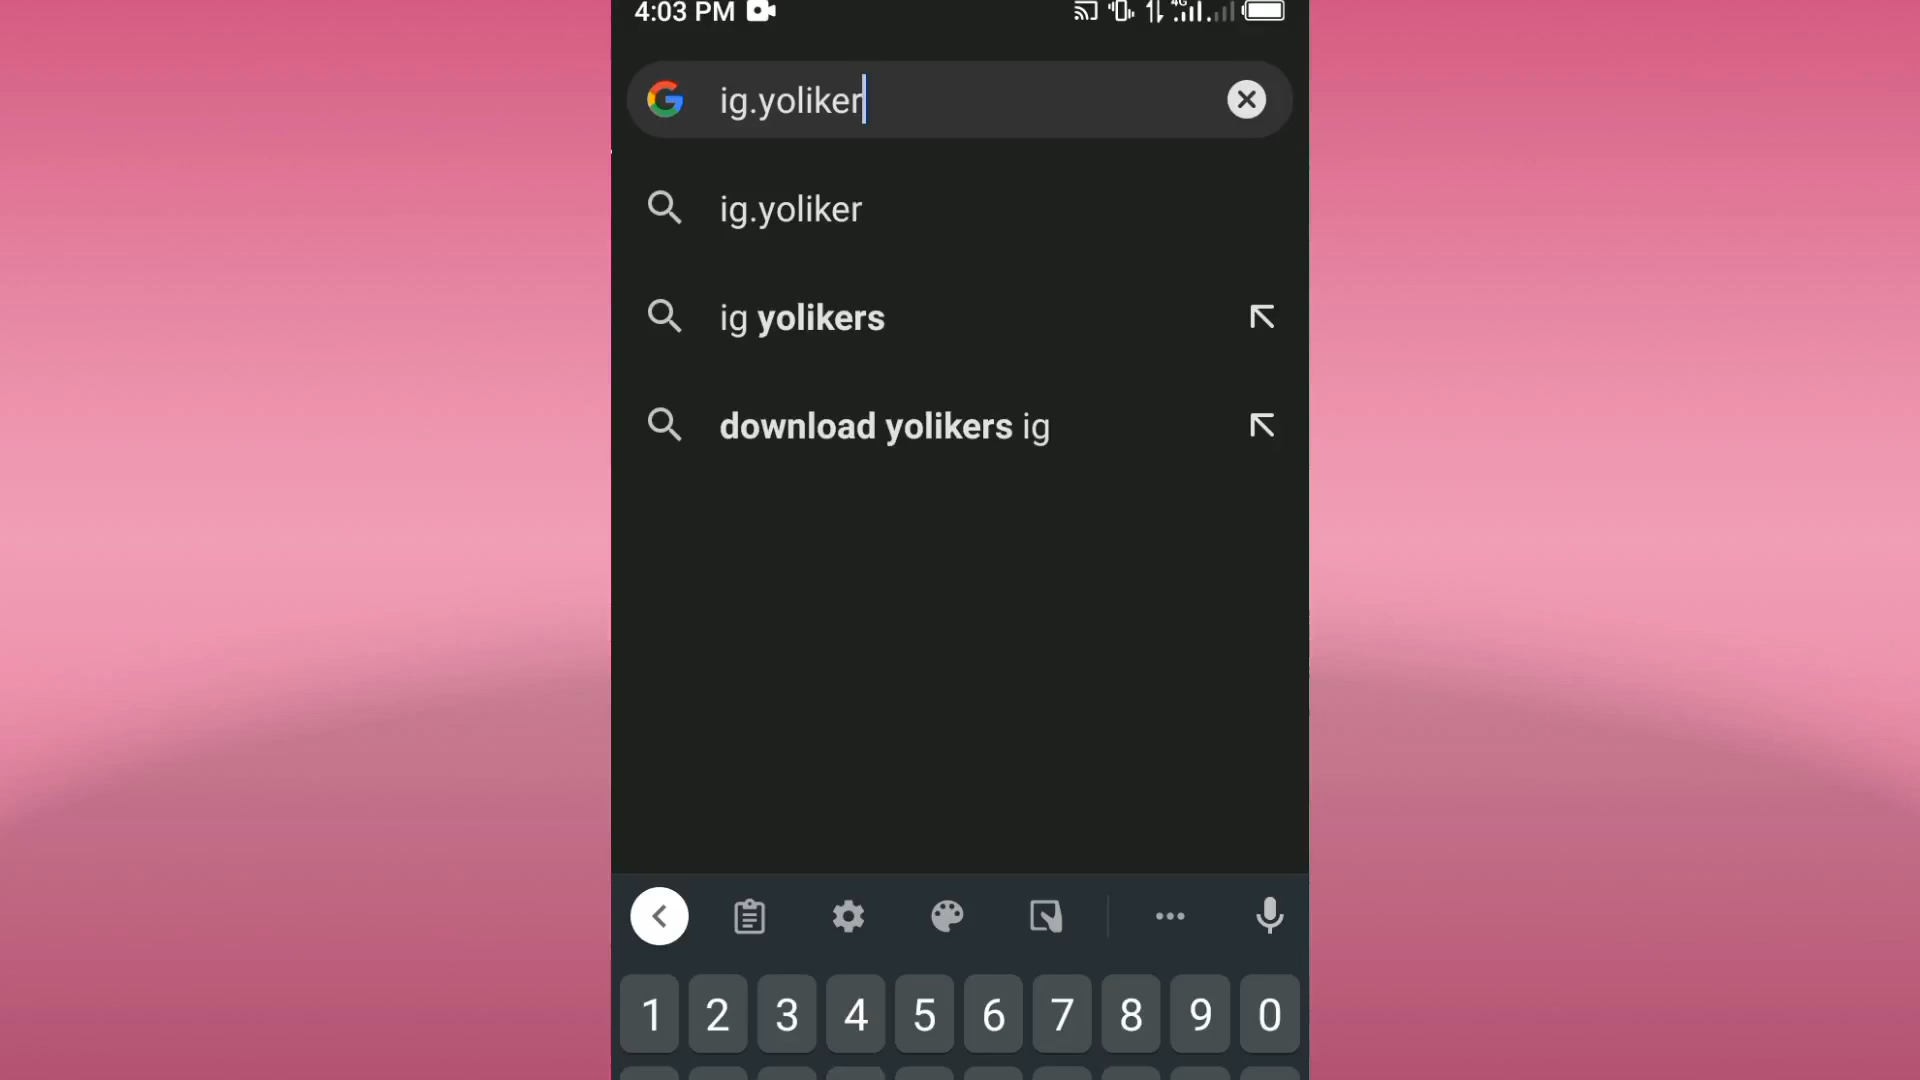 4:03 PM
4G
ig.yoliker
ig.yoliker
ig yolikers
download yolikers ig
1 2 3 4 5 6 7 8 9 0